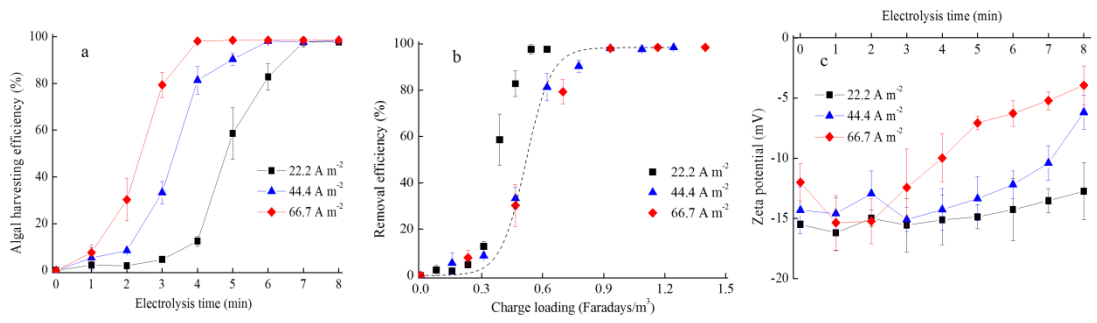 a
Algal harvesting efficiency (%)
100
80
60
40
20
0
22.2 A m⁻²
44.4 A m⁻²
66.7 A m⁻²
0 1 2 3 4 5 6 7 8
Electrolysis time (min)
b
Removal efficiency (%)
100
80
60
40
20
0
22.2 A m⁻²
44.4 A m⁻²
66.7 A m⁻²
0.0 0.3 0.6 0.9 1.2 1.5
Charge loading (Faradays/m³)
Electrolysis time (min)
0 1 2 3 4 5 6 7 8
c
Zeta potential (mV)
22.2 A m⁻²
44.4 A m⁻²
66.7 A m⁻²
0
-5
-10
-15
-20